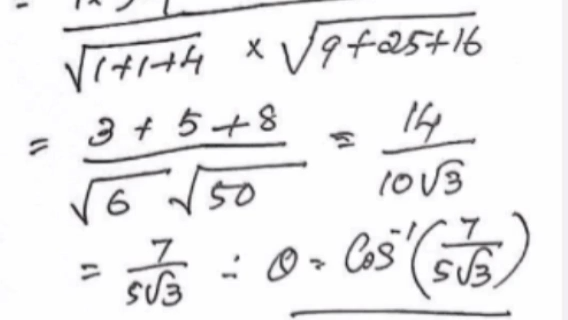 √1+1+4 × √9+25+16
= 3 + 5 + 8 / √6 √50 = 14 / 10√3
= 7 / 5√3 ∴ θ = Cos⁻¹(7 / 5√3)